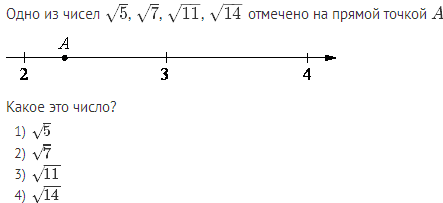 Одно из чисел √5, √7, √11, √14 отмечено на прямой точкой A
A
2 3 4
Какое это число?
1) √5
2) √7
3) √11
4) √14